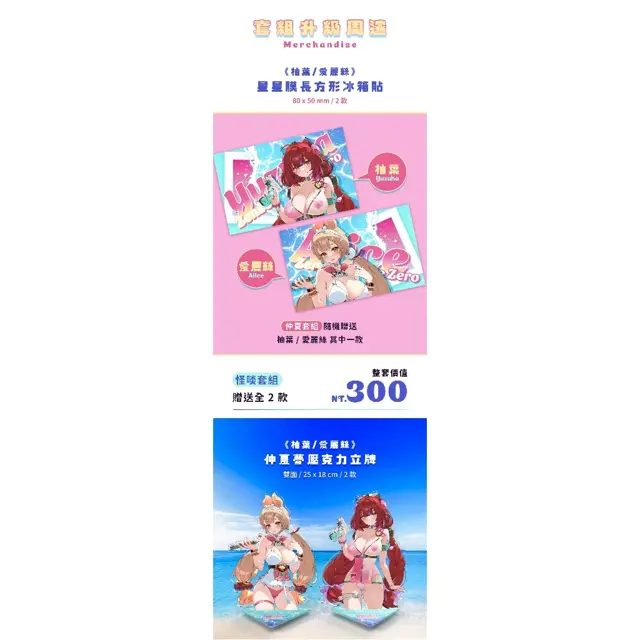 套組升級周邊
Merchandise
《柚葉/愛麗絲》
星星膜長方形冰箱貼
80 x 50 mm / 2 款
Yuzuha
Zero
柚葉
Yuzuha
Alice
Zero
愛麗絲
Alice
仲夏套組 隨機贈送
柚葉 / 愛麗絲 其中一款
怪啖套組
贈送全 2 款
整套價值
NT.300
《柚葉/愛麗絲》
仲夏夢壓克力立牌
雙面 / 25 x 18 cm / 2 款